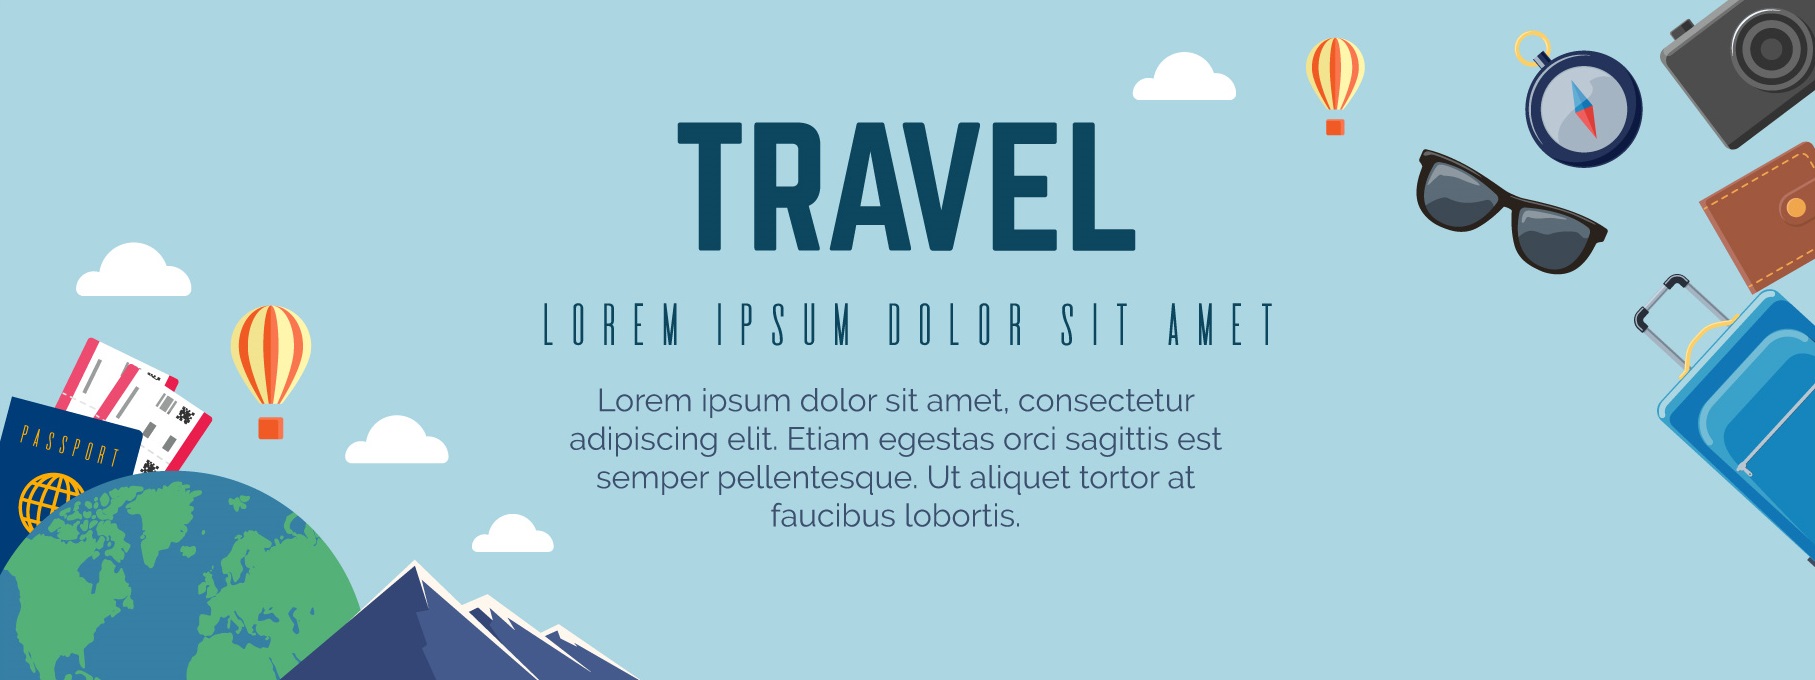 TRAVEL
LOREM IPSUM DOLOR SIT AMET
Lorem ipsum dolor sit amet, consectetur
adipiscing elit. Etiam egestas orci sagittis est
semper pellentesque. Ut aliquet tortor at
faucibus lobortis.
PASSPORT